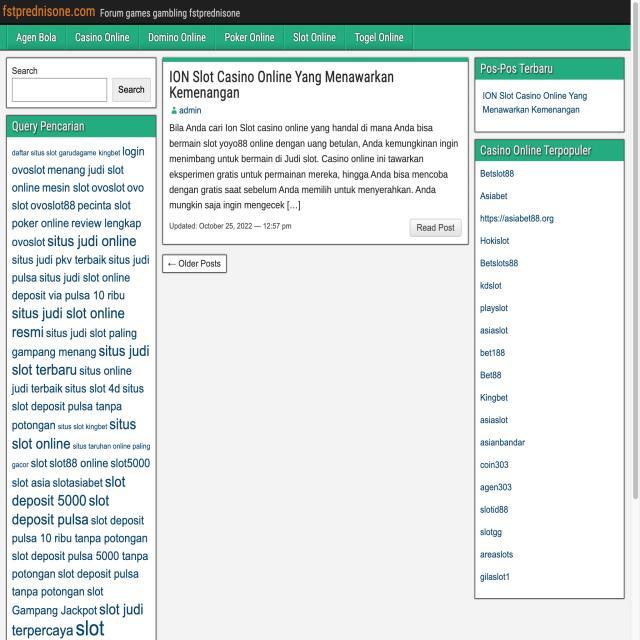 fstprednisone.com Forum games gambling fstprednisone
Agen Bola Casino Online Domino Online Poker Online Slot Online Togel Online
Search
Search
Query Pencarian
daftar situs slot garudagame kingbet login
ovoslot menang judi slot
online mesin slot ovoslot ovo
slot ovoslot88 pecinta slot
poker online review lengkap
ovoslot situs judi online
situs judi pkv terbaik situs judi
pulsa situs judi slot online
deposit via pulsa 10 ribu
situs judi slot online
resmi situs judi slot paling
gampang menang situs judi
slot terbaru situs online
judi terbaik situs slot 4d situs
slot deposit pulsa tanpa
potongan situs slot kingbet situs
slot online situs taruhan online paling
gacor slot slot88 online slot5000
slot asia slotasiabet slot
deposit 5000 slot
deposit pulsa slot deposit
pulsa 10 ribu tanpa potongan
slot deposit pulsa 5000 tanpa
potongan slot deposit pulsa
tanpa potongan slot
Gampang Jackpot slot judi
terpercaya slot
ION Slot Casino Online Yang Menawarkan
Kemenangan
admin
Bila Anda cari Ion Slot casino online yang handal di mana Anda bisa
bermain slot yoyo88 online dengan uang betulan, Anda kemungkinan ingin
menimbang untuk bermain di Judi slot. Casino online ini tawarkan
eksperimen gratis untuk permainan mereka, hingga Anda bisa mencoba
dengan gratis saat sebelum Anda memilih untuk menyerahkan. Anda
mungkin saja ingin mengecek […]
Updated: October 25, 2022 — 12:57 pm
Read Post
← Older Posts
Pos-Pos Terbaru
ION Slot Casino Online Yang
Menawarkan Kemenangan
Casino Online Terpopuler
Betslot88
Asiabet
https://asiabet88.org
Hokislot
Betslots88
kdslot
playslot
asiaslot
bet188
Bet88
Kingbet
asiaslot
asianbandar
coin303
agen303
slotid88
slotgg
areaslots
gilaslot1